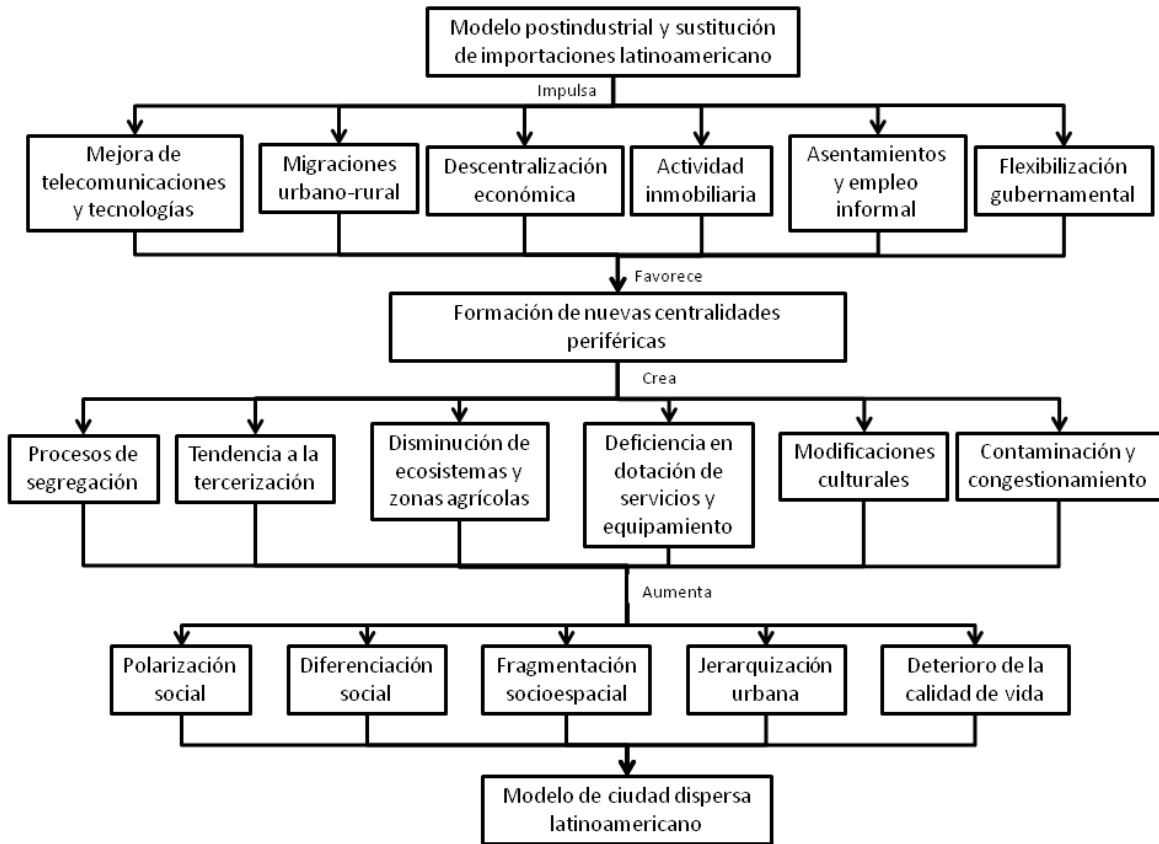 Modelo postindustrial y sustitución
de importaciones latinoamericano
Impulsa
Mejora de
telecomunicaciones
y tecnologías
Migraciones
urbano-rural
Descentralización
económica
Actividad
inmobiliaria
Asentamientos
y empleo
informal
Flexibilización
gubernamental
Favorece
Formación de nuevas centralidades
periféricas
Crea
Procesos de
segregación
Tendencia a la
tercerización
Disminución de
ecosistemas y
zonas agrícolas
Deficiencia en
dotación de
servicios y
equipamiento
Modificaciones
culturales
Contaminación y
congestionamiento
Aumenta
Polarización
social
Diferenciación
social
Fragmentación
socioespacial
Jerarquización
urbana
Deterioro de la
calidad de vida
Modelo de ciudad dispersa
latinoamericano